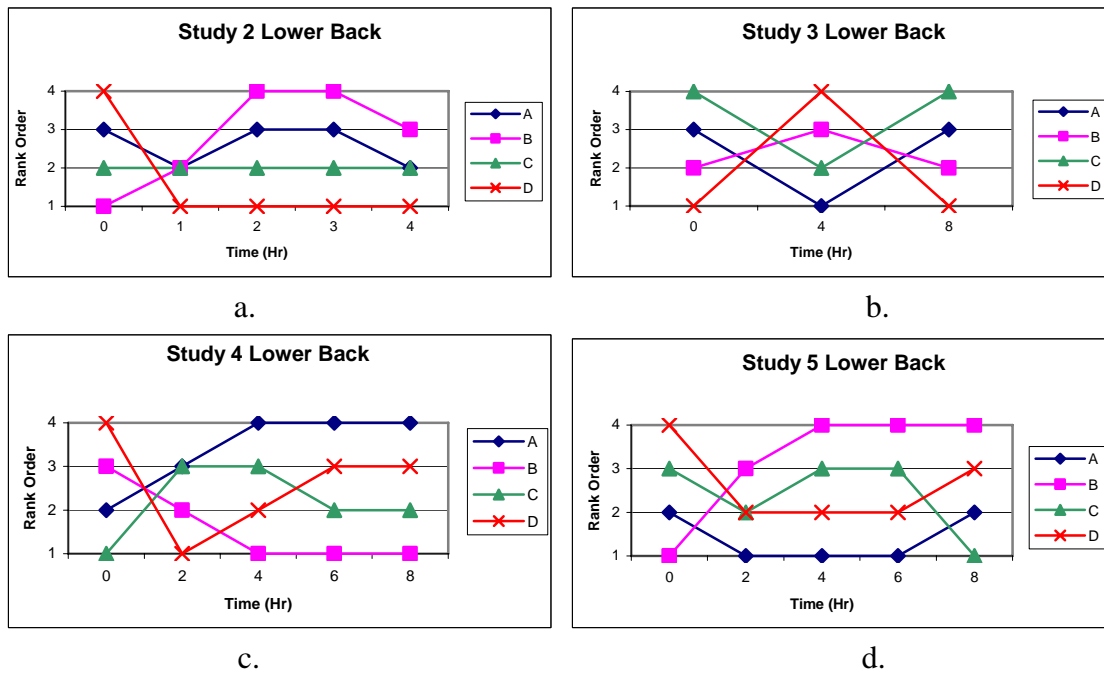 Study 2 Lower Back
Rank Order
4
3
2
1
0 1 2 3 4
Time (Hr)
A
B
C
D
a.
Study 3 Lower Back
Rank Order
4
3
2
1
0 4 8
Time (Hr)
A
B
C
D
b.
Study 4 Lower Back
Rank Order
4
3
2
1
0 2 4 6 8
Time (Hr)
A
B
C
D
c.
Study 5 Lower Back
Rank Order
4
3
2
1
0 2 4 6 8
Time (Hr)
A
B
C
D
d.